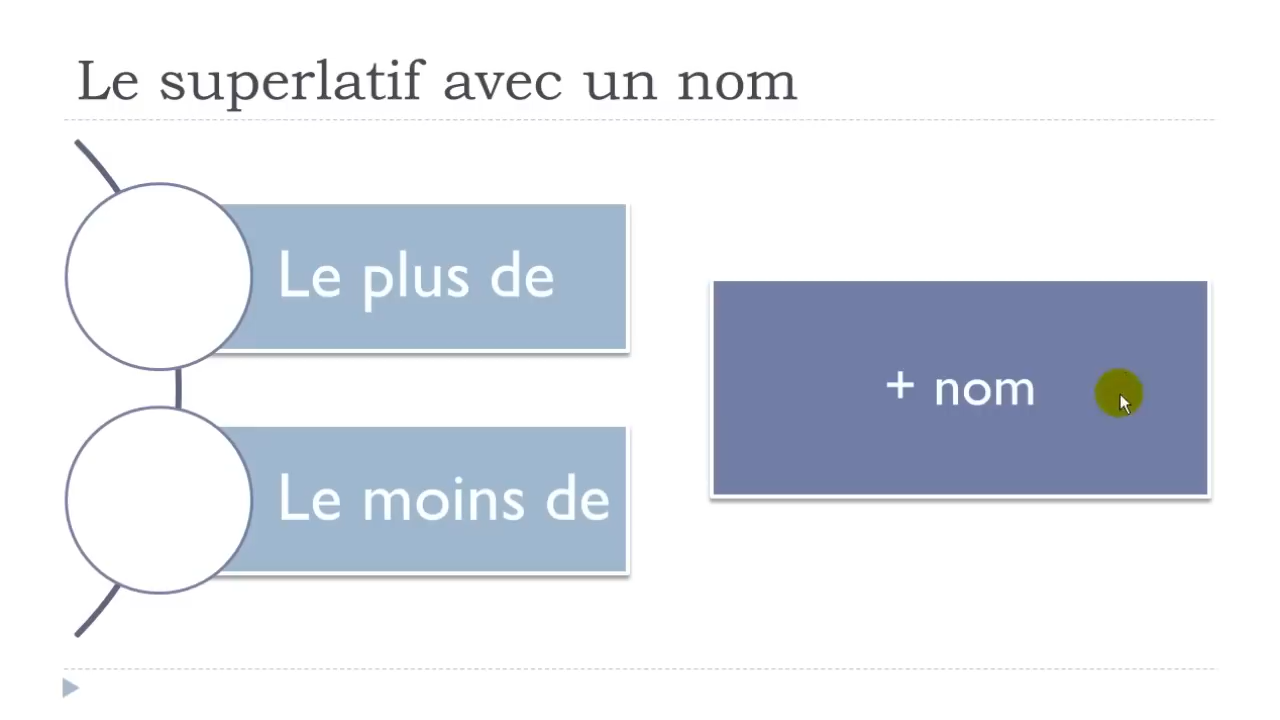 Le superlatif avec un nom
Le plus de
Le moins de
+ nom